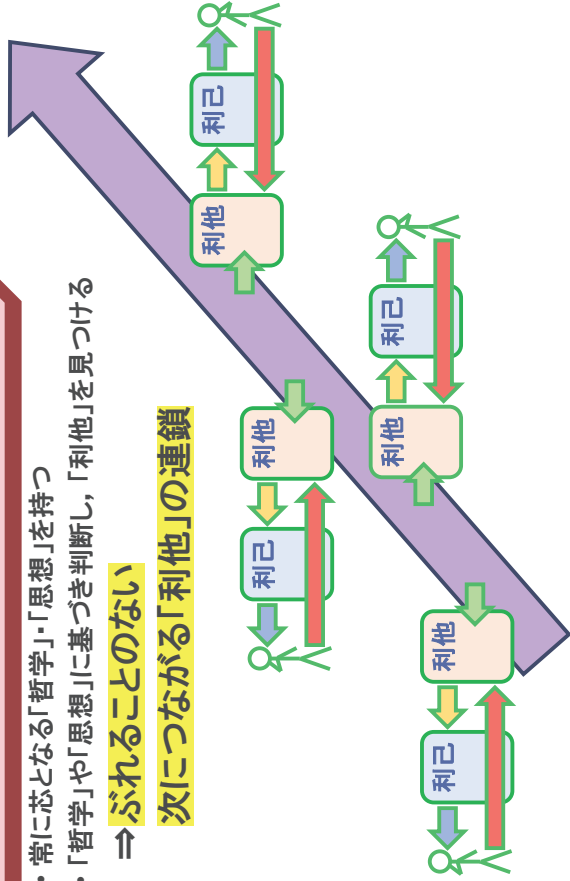 ・常に芯となる「哲学」・「思想」を持つ
・「哲学」や「思想」に基づき判断し，「利他」を見つける
⇒ぶれることのない
次につながる「利他」の連鎖
利己
利他
利己
利他
利他
利己
利他
利己